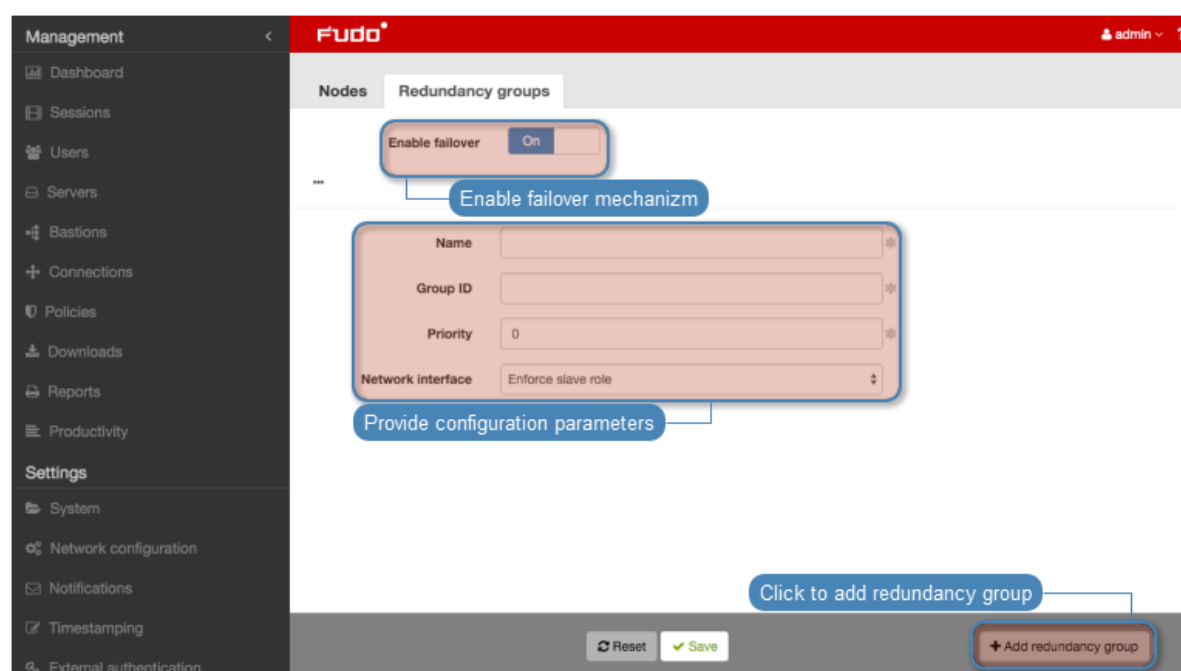 Management
Fudo
admin
Dashboard
Nodes
Redundancy groups
Sessions
Enable failover
On
Users
...
Servers
Enable failover mechanizm
Bastions
Name
Connections
Group ID
Policies
Priority
0
Downloads
Network interface
Enforce slave role
Reports
Provide configuration parameters
Productivity
Settings
System
Network configuration
Notifications
Click to add redundancy group
Timestamping
Reset
Save
+ Add redundancy group
External authentication